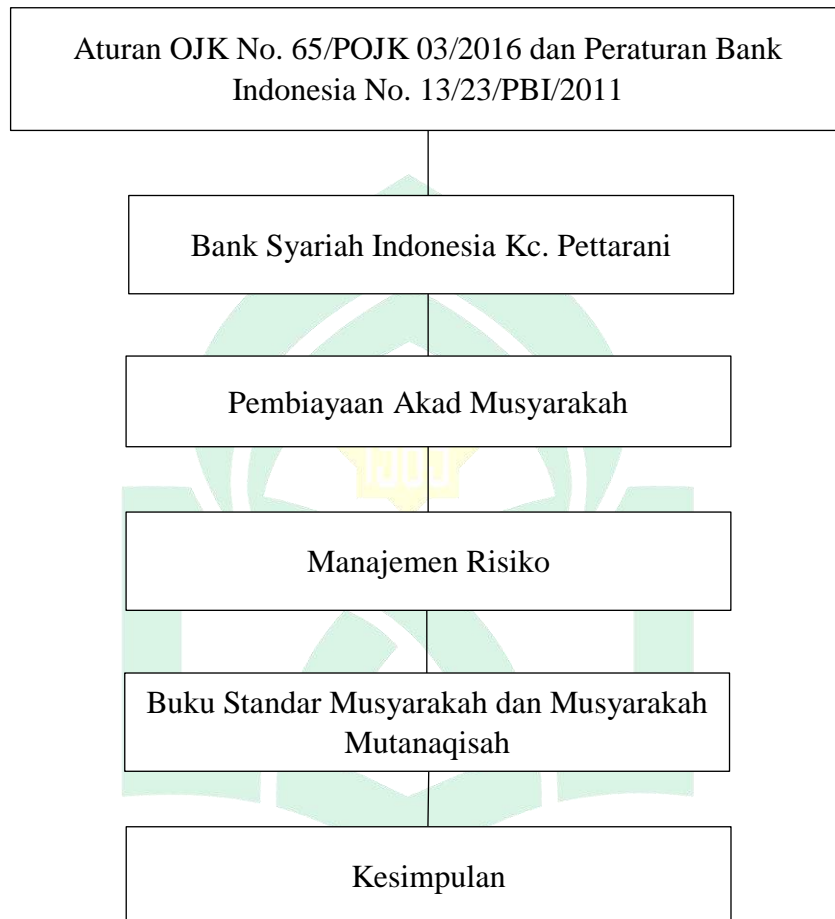 Aturan OJK No. 65/POJK 03/2016 dan Peraturan Bank
Indonesia No. 13/23/PBI/2011
Bank Syariah Indonesia Kc. Pettarani
Pembiayaan Akad Musyarakah
Manajemen Risiko
Buku Standar Musyarakah dan Musyarakah
Mutanaqisah
Kesimpulan